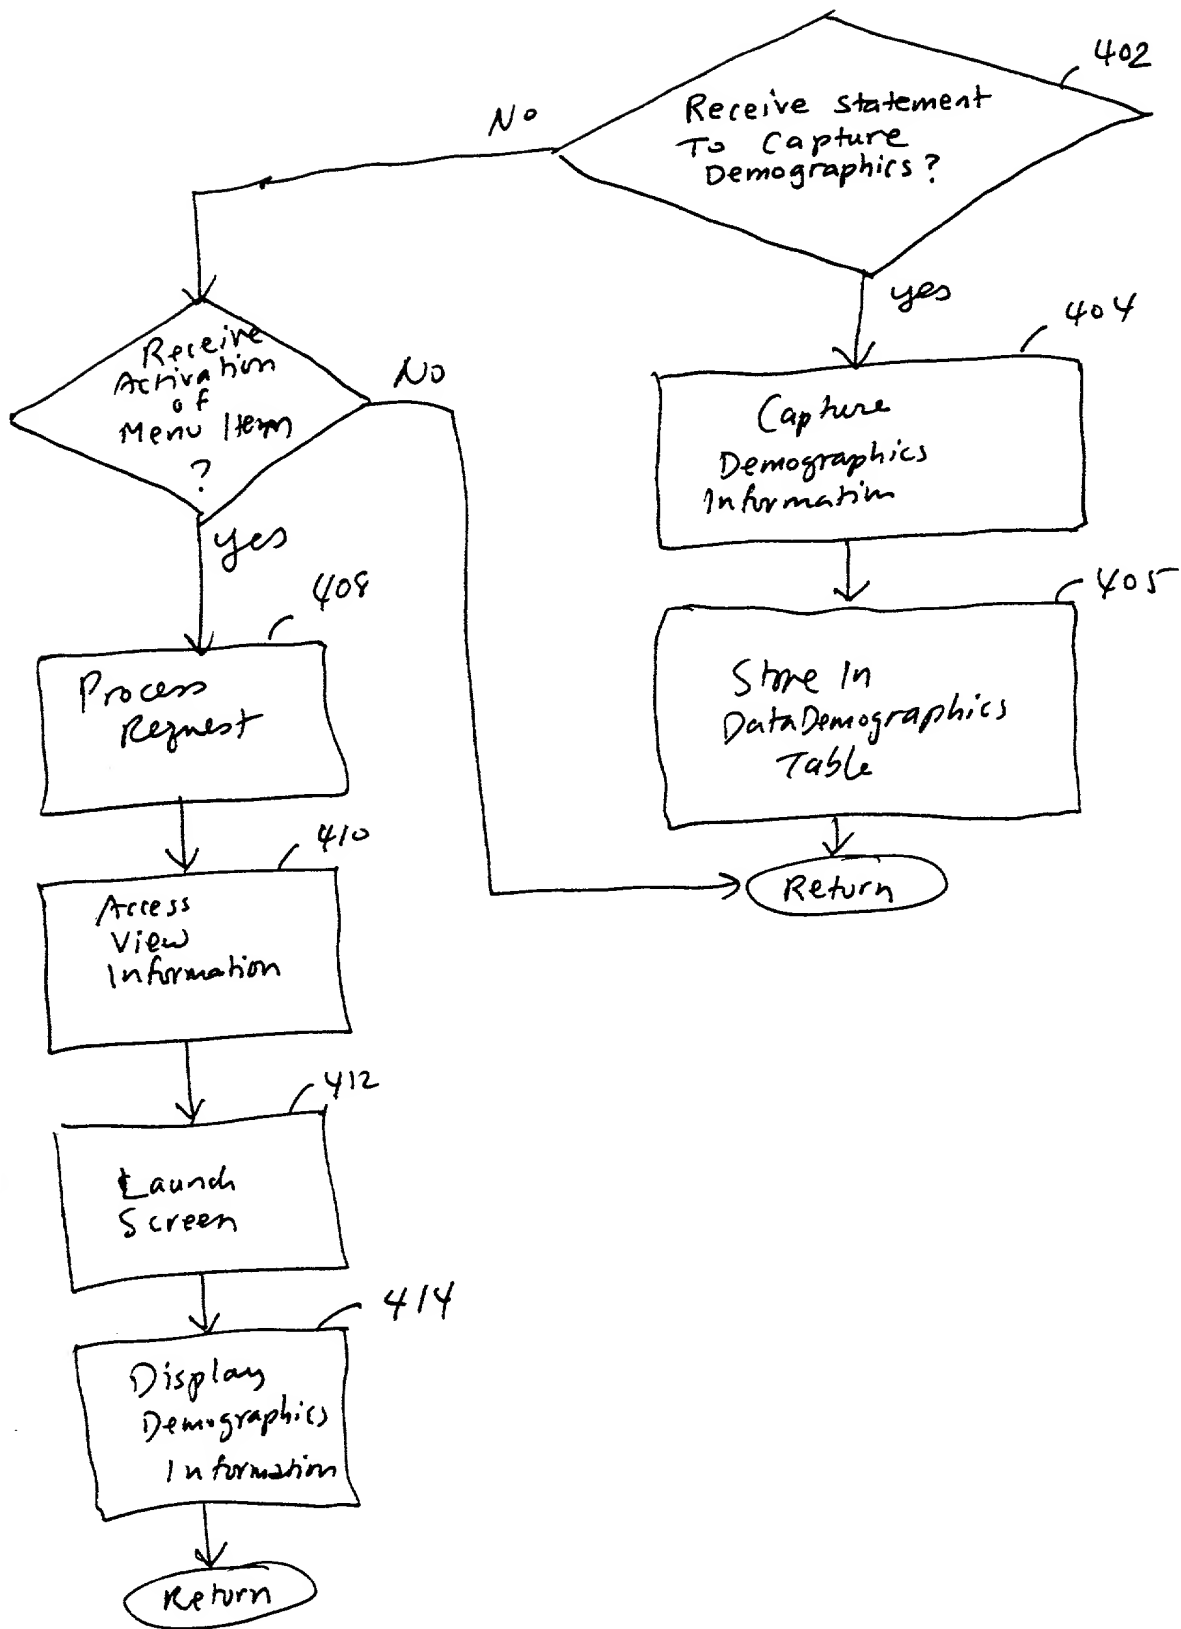 402
Receive Statement
To Capture
Demographics?
No
yes
404
Capture
Demographics
Information
405
Store In
DataDemographics
Table
Return
Receive
Activation
of
Menu Item
?
No
yes
408
Process
Request
410
Access
View
Information
412
Launch
Screen
414
Display
Demographics
Information
Return